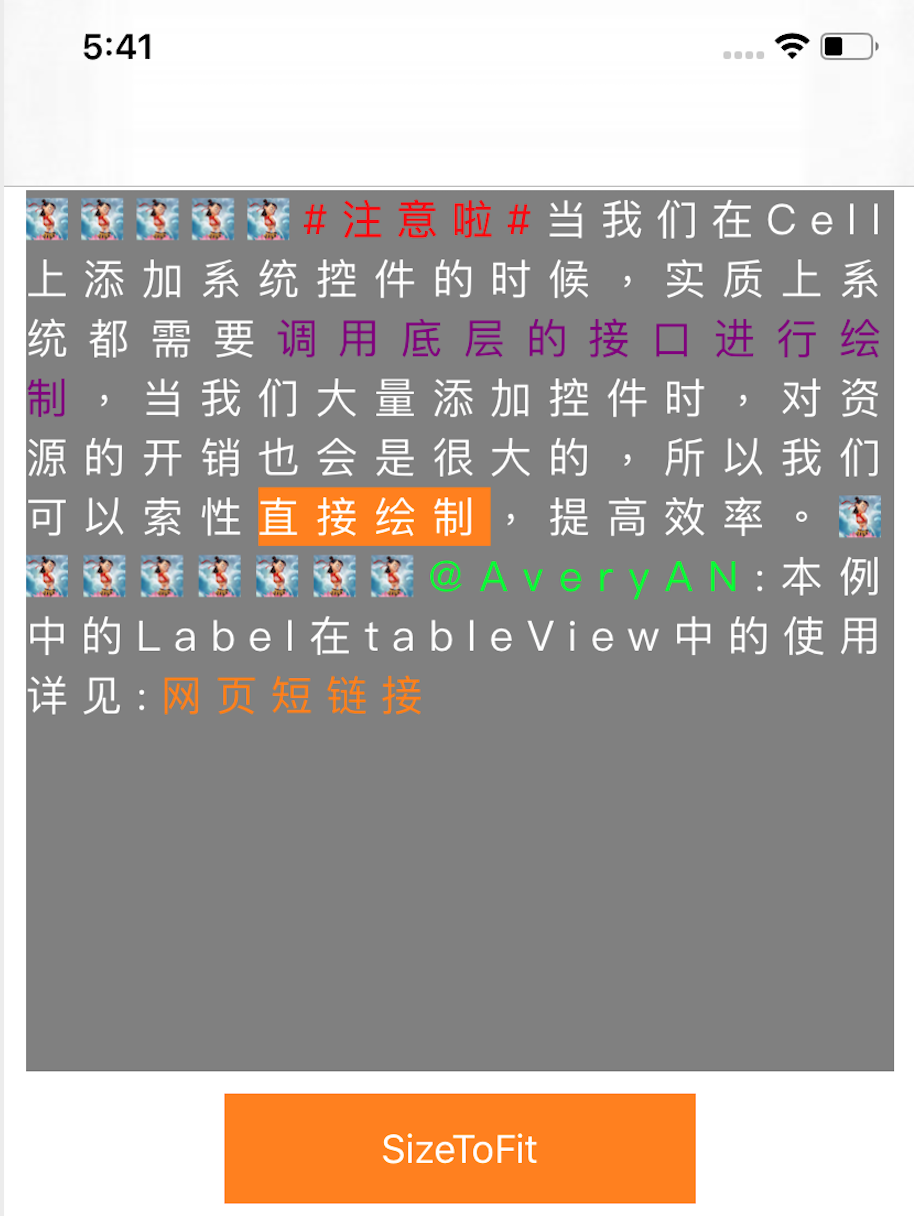 5:41
#注意啦#当我们在Cell
上添加系统控件的时候，实质上系
统都需要调用底层的接口进行绘
制，当我们大量添加控件时，对资
源的开销也会是很大的，所以我们
可以索性直接绘制，提高效率。
@AveryAN:本例
中的Label在tableView中的使用
详见:网页短链接
SizeToFit